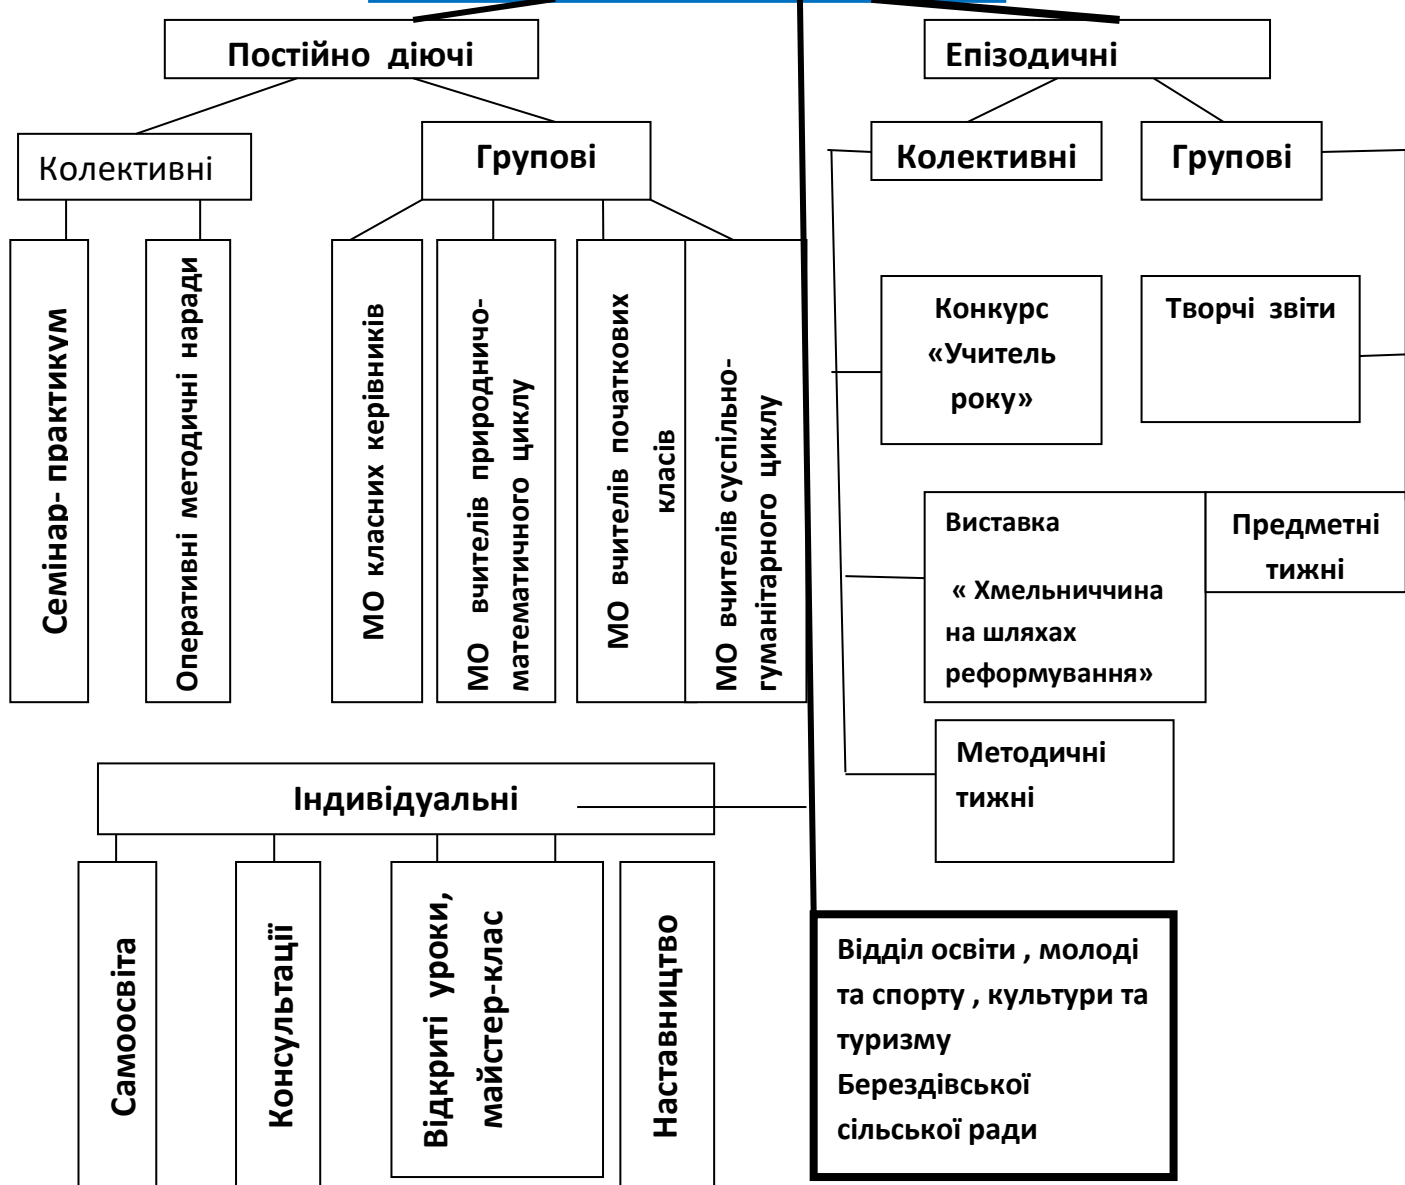 Постійно діючі
Епізодичні
Колективні
Групові
Колективні
Групові
Семінар- практикум
Оперативні методичні наради
МО класних керівників
МО вчителів природничо-
математичного циклу
МО вчителів початкових
класів
МО вчителів суспільно-
гуманітарного циклу
Конкурс
«Учитель
року»
Творчі звіти
Виставка
« Хмельниччина
на шляхах
реформування»
Предметні
тижні
Методичні
тижні
Індивідуальні
Самоосвіта
Консультації
Відкриті уроки,
майстер-клас
Наставництво
Відділ освіти , молоді
та спорту , культури та
туризму
Берездівської
сільської ради